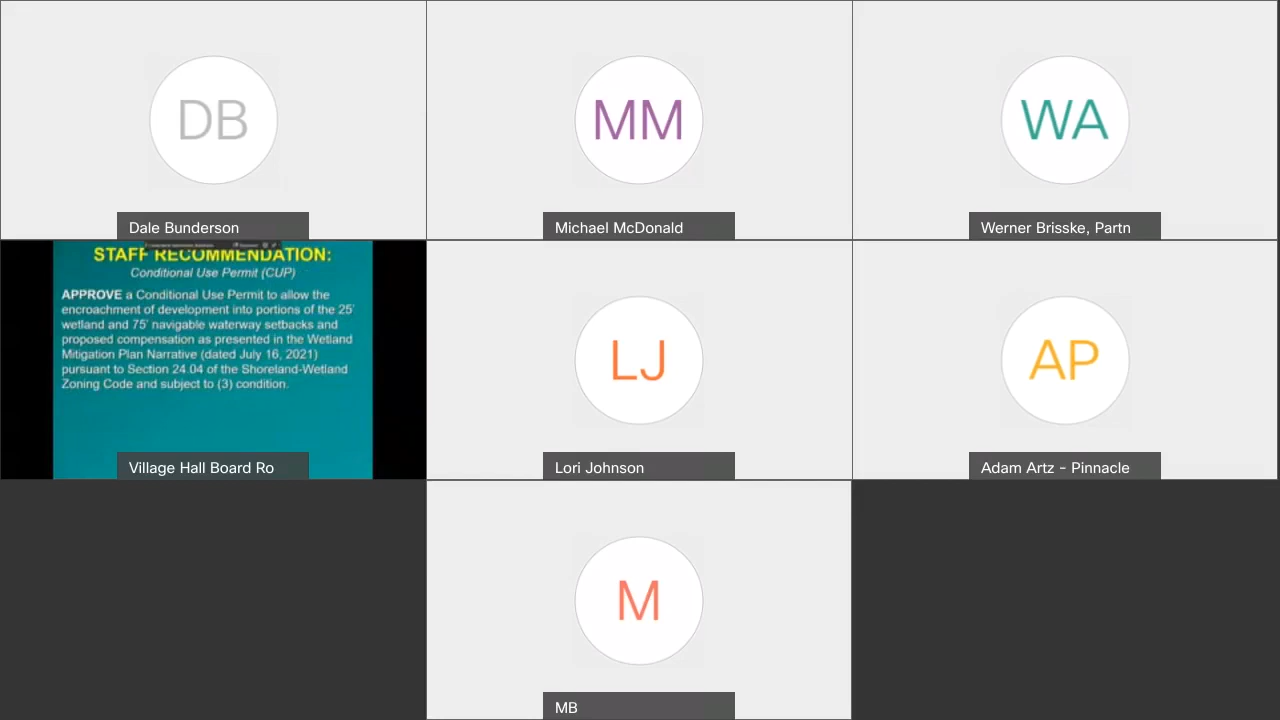 DB
Dale Bunderson
MM
Michael McDonald
WA
Werner Brisske, Partn
STAFF RECOMMENDATION:
Conditional Use Permit (CUP)
APPROVE a Conditional Use Permit to allow the
encroachment of development into portions of the 25'
wetland and 75' navigable waterway setbacks and
proposed compensation as presented in the Wetland
Mitigation Plan Narrative (dated July 16, 2021)
pursuant to Section 24.04 of the Shoreland-Wetland
Zoning Code and subject to (3) condition.
Village Hall Board Ro
LJ
Lori Johnson
AP
Adam Artz - Pinnacle
M
MB